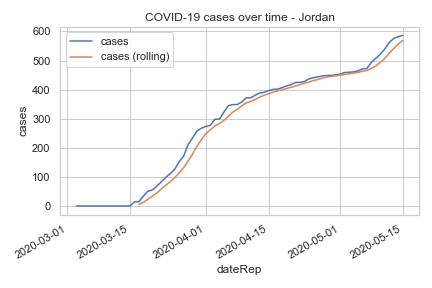 COVID-19 cases over time - Jordan
cases
cases (rolling)
600
500
400
300
200
100
0
cases
2020-03-01
2020-03-15
2020-04-01
2020-04-15
2020-05-01
2020-05-15
dateRep